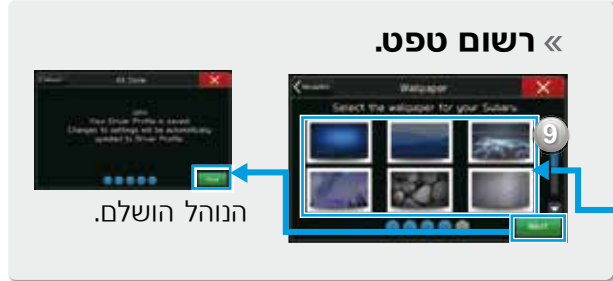 « רשום טפט.
Wallpaper
Select the wallpaper for your Subaru.
9
Next
All Done
Your Driver Profile is saved.
Changes to settings will be automatically
updated to Driver Profile.
הנוהל הושלם.